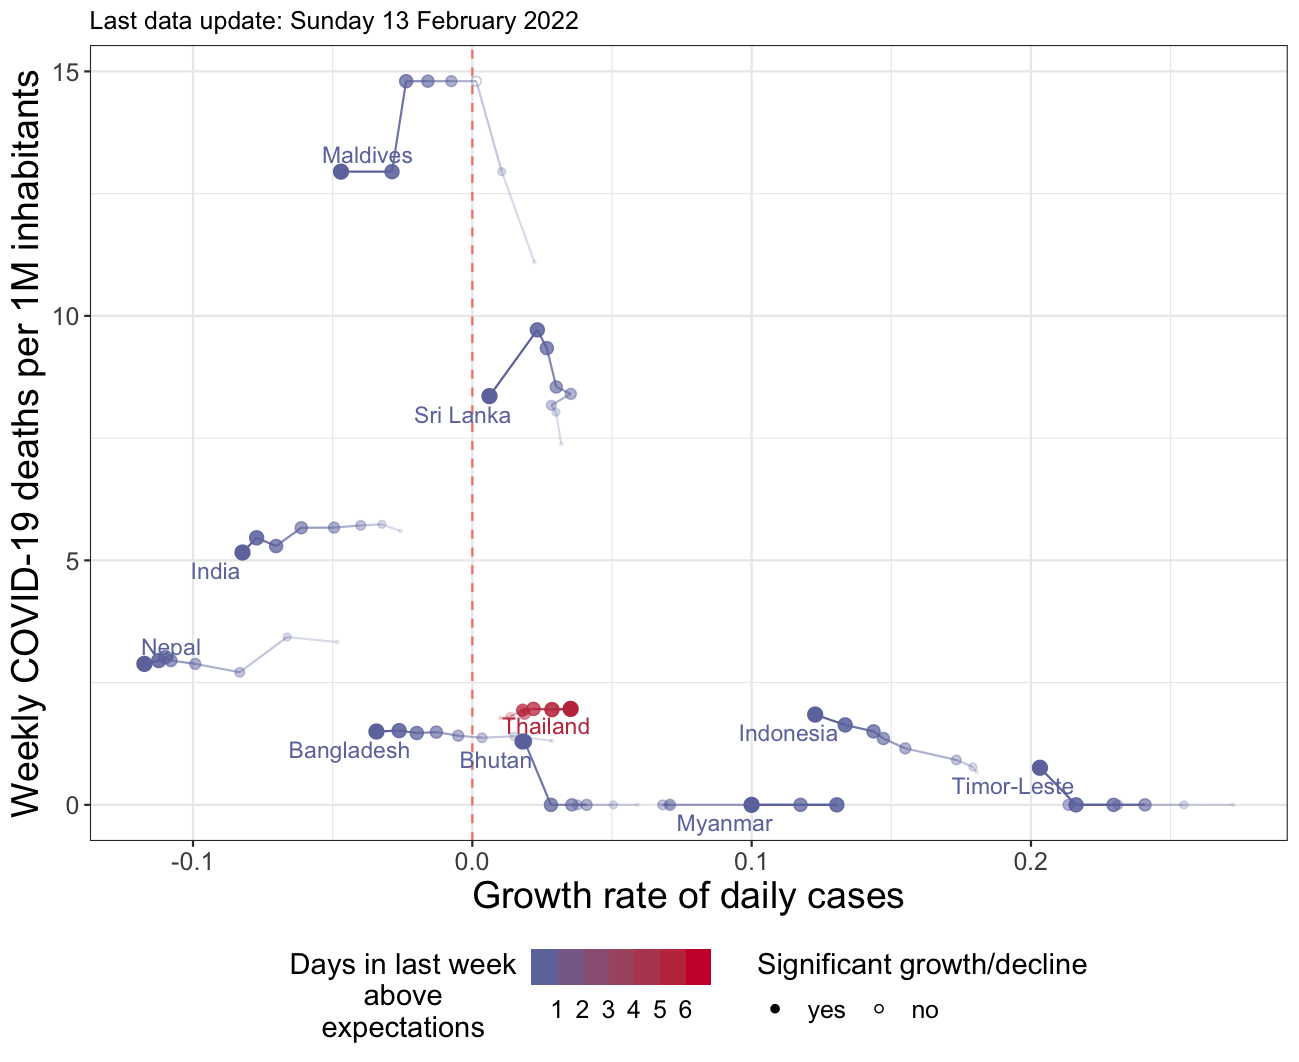 Last data update: Sunday 13 February 2022
Weekly COVID-19 deaths per 1M inhabitants
15
10
5
0
Maldives
Sri Lanka
India
Nepal
Thailand
Bangladesh
Bhutan
Indonesia
Timor-Leste
Myanmar
-0.1
0.0
0.1
0.2
Growth rate of daily cases
Days in last week
above
expectations
1 2 3 4 5 6
Significant growth/decline
yes no